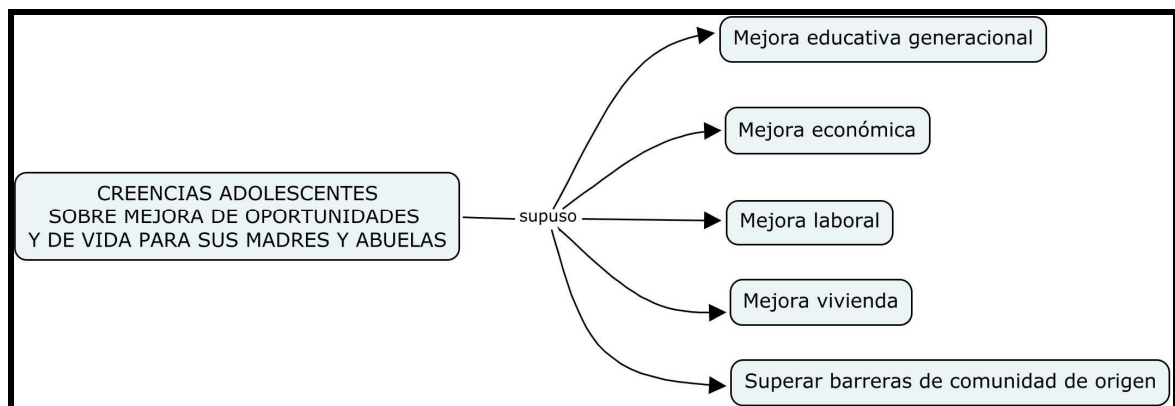 CREENCIAS ADOLESCENTES
SOBRE MEJORA DE OPORTUNIDADES
Y DE VIDA PARA SUS MADRES Y ABUELAS
supuso
Mejora educativa generacional
Mejora económica
Mejora laboral
Mejora vivienda
Superar barreras de comunidad de origen